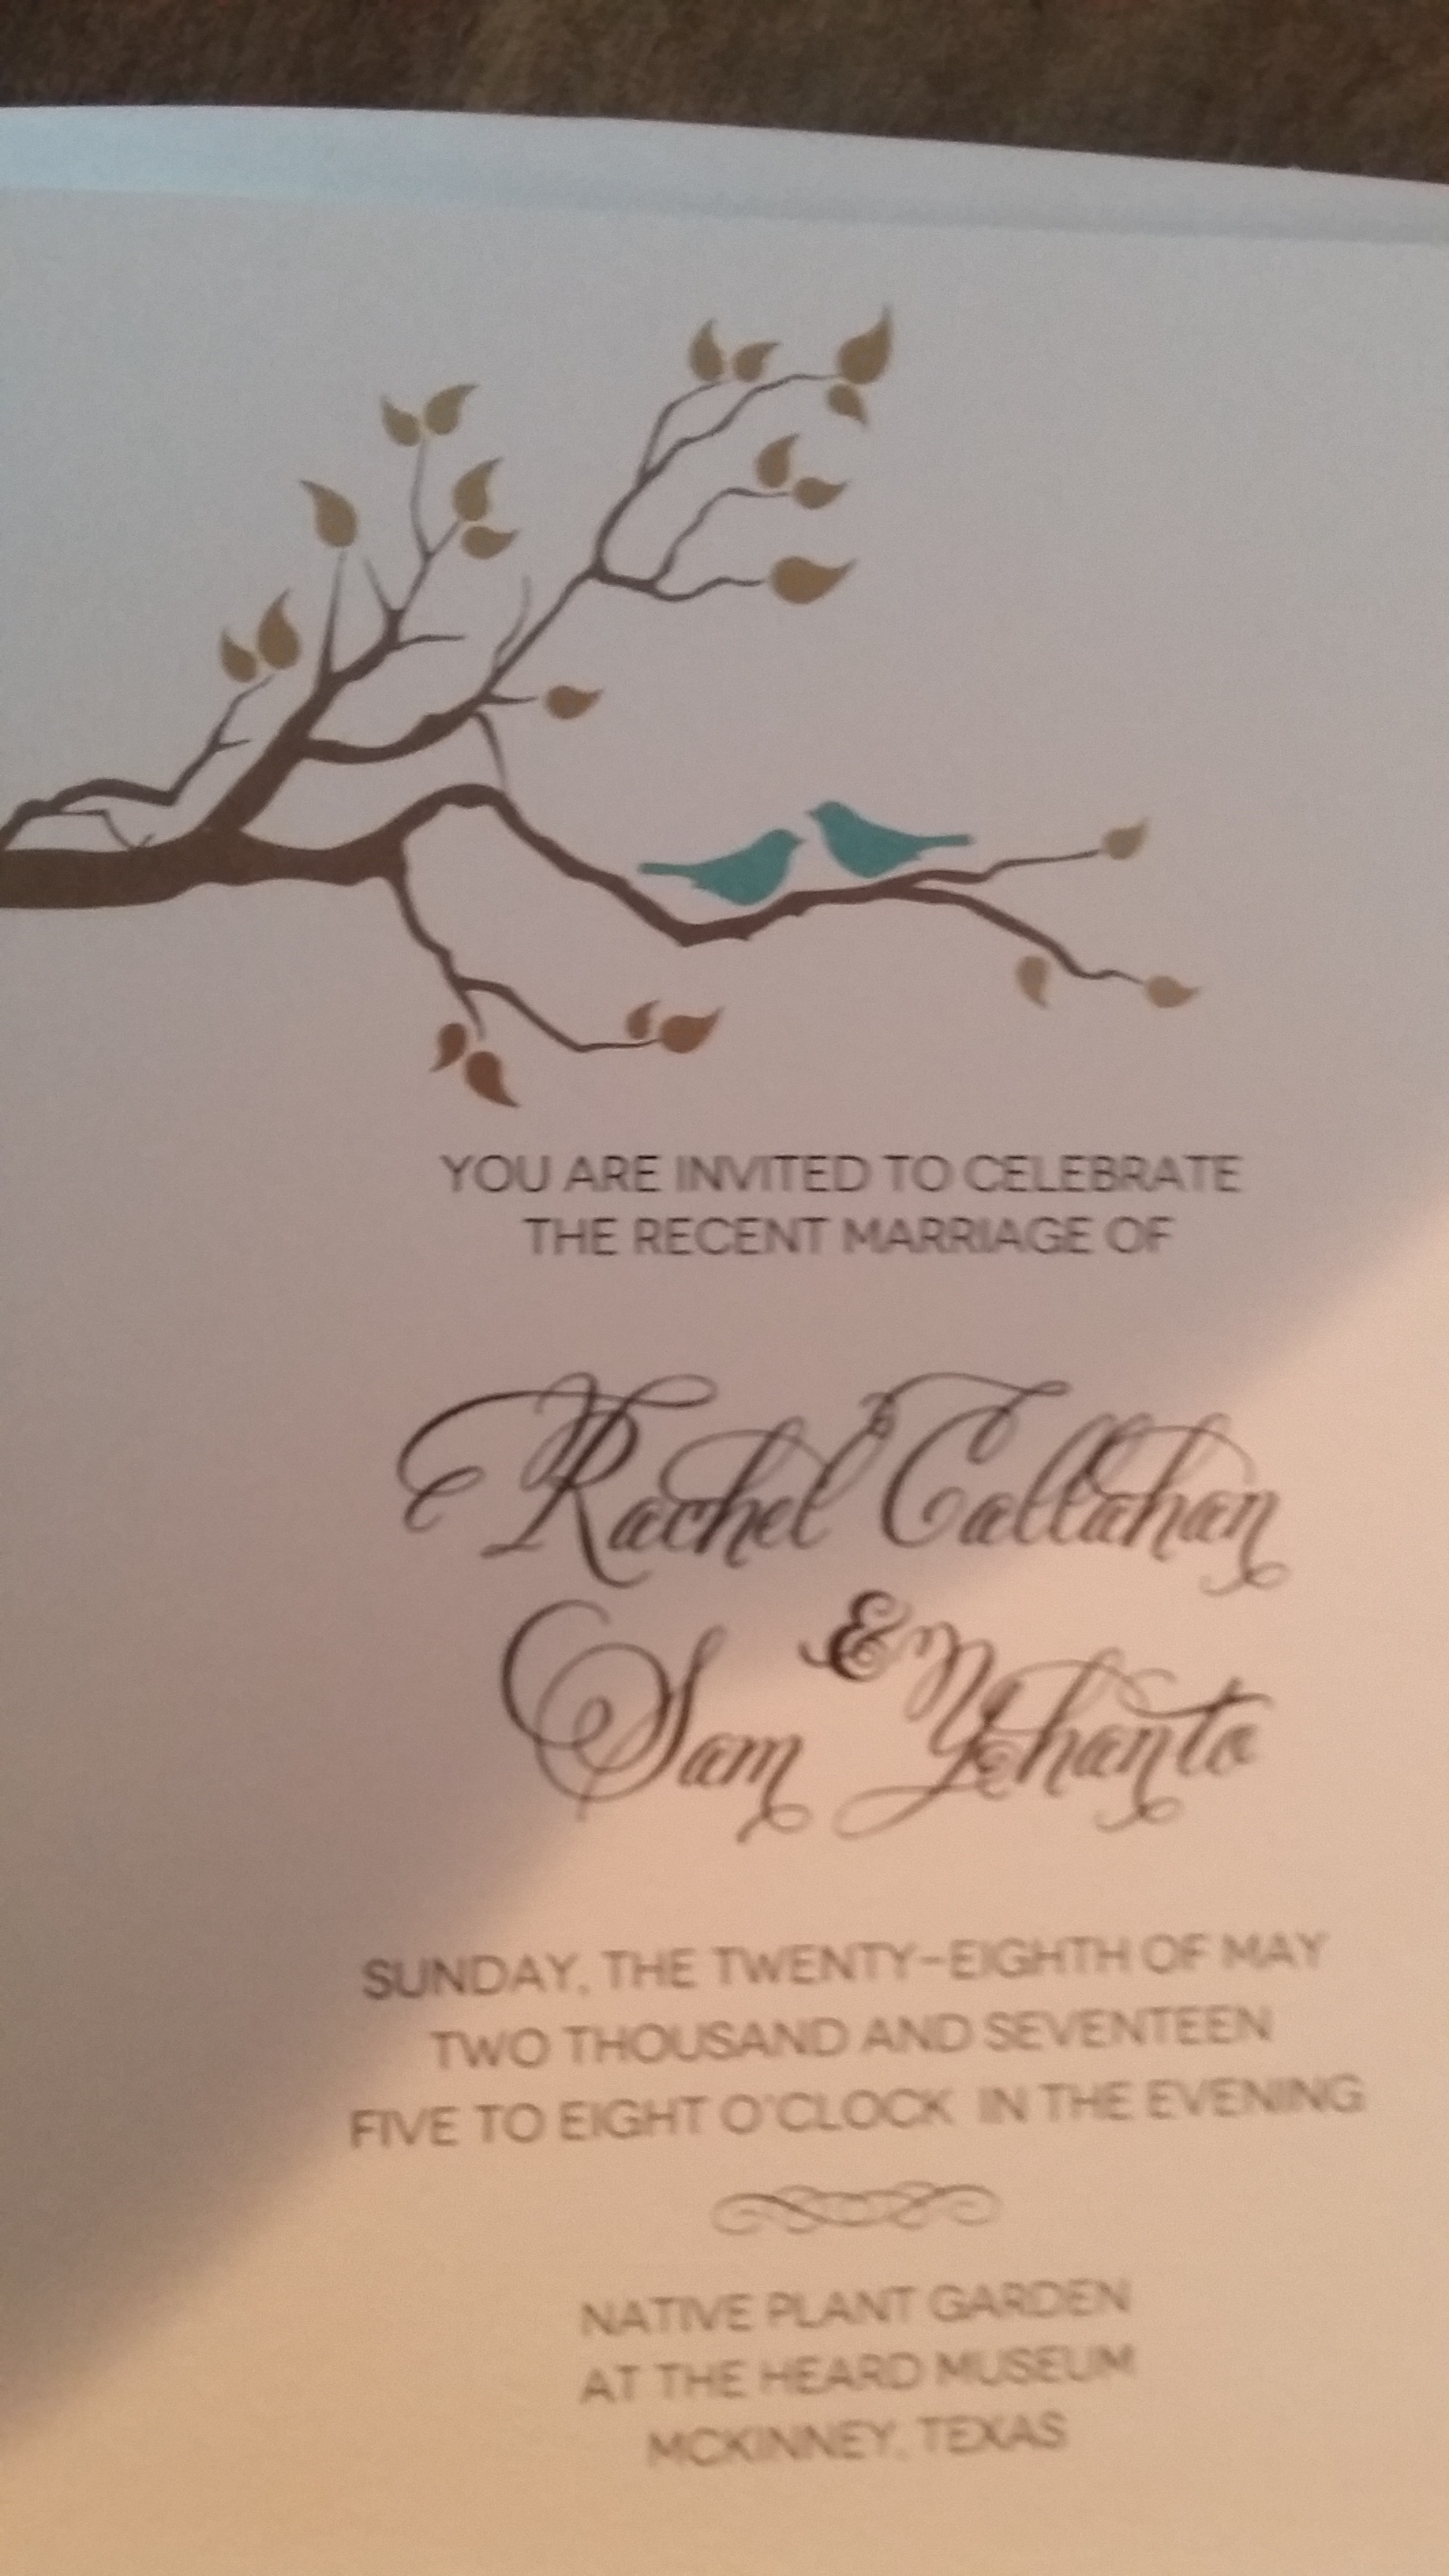 YOU ARE INVITED TO CELEBRATE
THE RECENT MARRIAGE OF
Rachel Callahan
&
Sam Yohanto
SUNDAY, THE TWENTY-EIGHTH OF MAY
TWO THOUSAND AND SEVENTEEN
FIVE TO EIGHT O'CLOCK IN THE EVENING
NATIVE PLANT GARDEN
AT THE HEARD MUSEUM
MCKINNEY, TEXAS